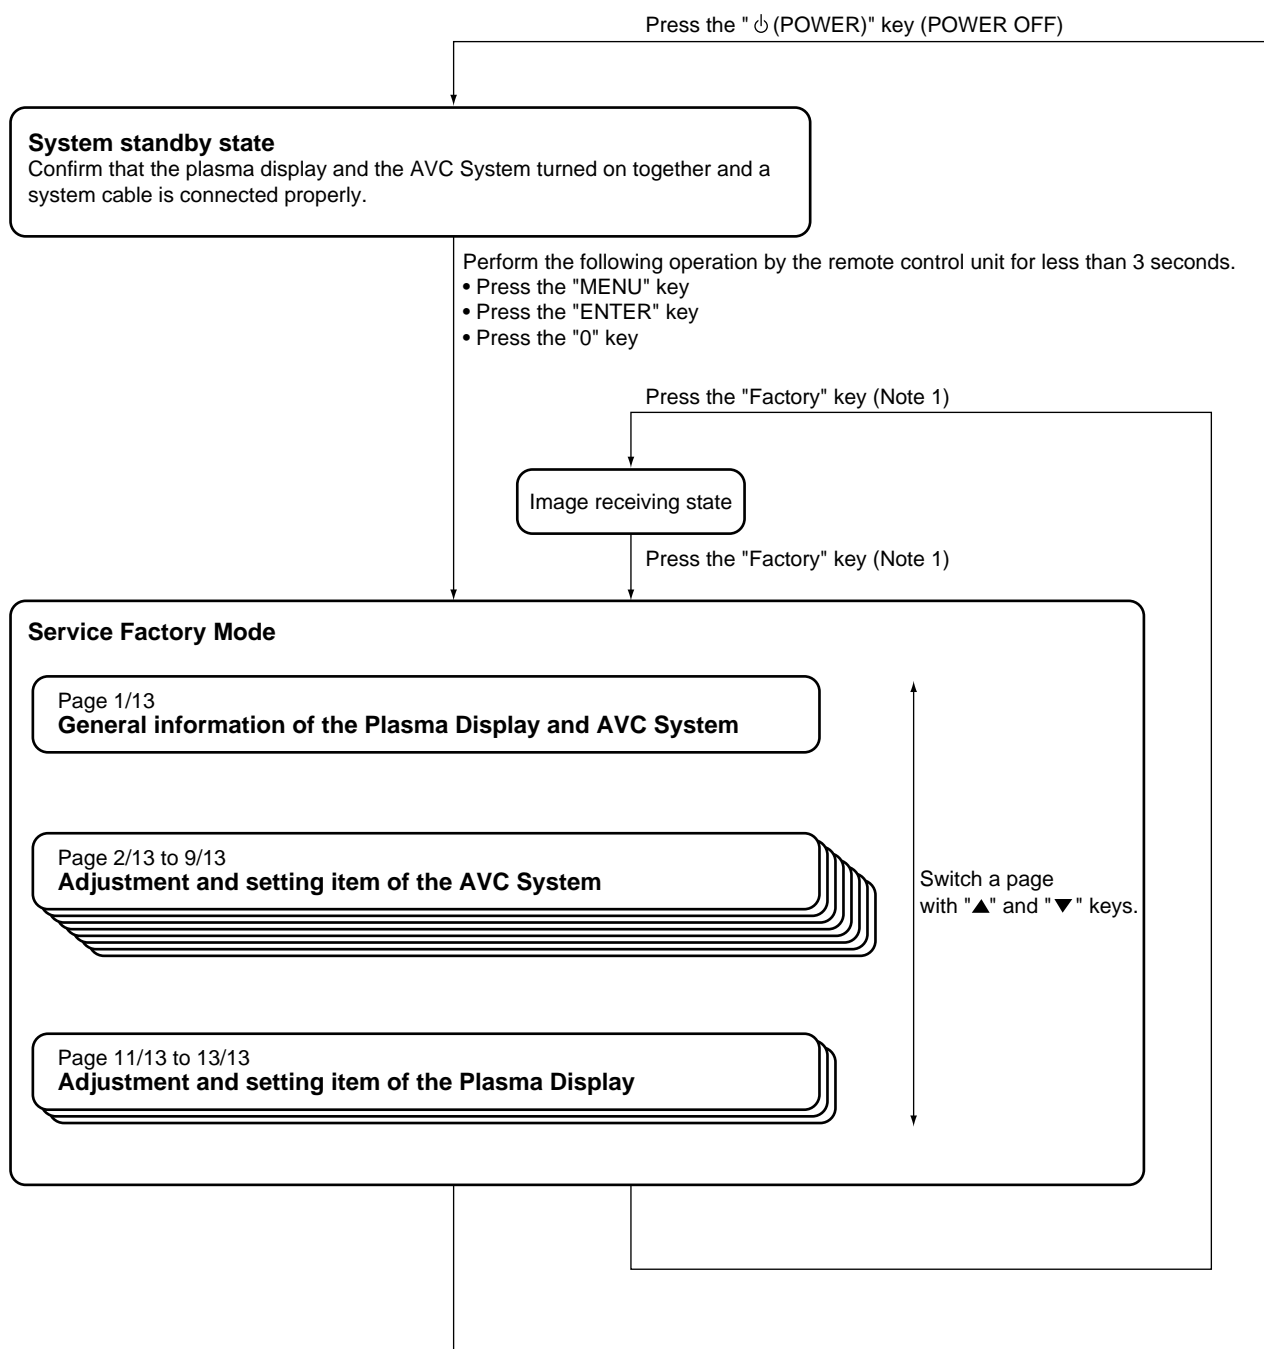 Press the " ⏻ (POWER)" key (POWER OFF)
System standby state
Confirm that the plasma display and the AVC System turned on together and a
system cable is connected properly.
Perform the following operation by the remote control unit for less than 3 seconds.
• Press the "MENU" key
• Press the "ENTER" key
• Press the "0" key
Press the "Factory" key (Note 1)
Image receiving state
Press the "Factory" key (Note 1)
Service Factory Mode
Page 1/13
General information of the Plasma Display and AVC System
Page 2/13 to 9/13
Adjustment and setting item of the AVC System
Switch a page
with "▲" and "▼" keys.
Page 11/13 to 13/13
Adjustment and setting item of the Plasma Display